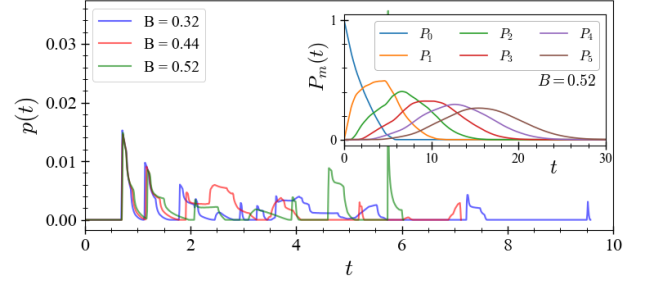 B = 0.32
B = 0.44
B = 0.52
p(t)
0.03
0.02
0.01
0.00
0 2 4 6 8 10
t
P_m(t)
1
0
P_0 P_2 P_4
P_1 P_3 P_5
B = 0.52
0 10 20 30
t